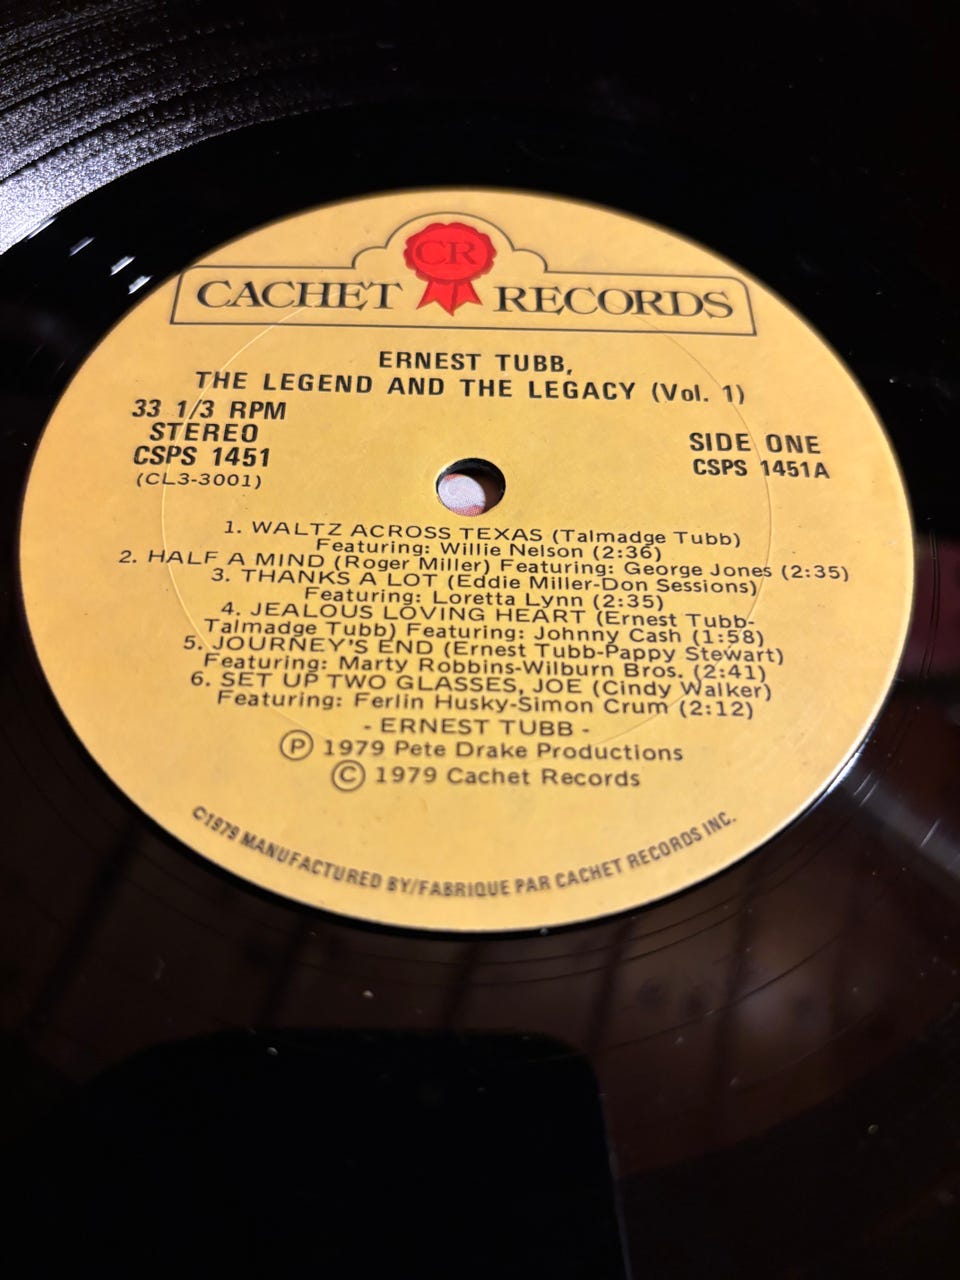 CR
CACHET RECORDS
ERNEST TUBB,
THE LEGEND AND THE LEGACY (Vol. 1)
33 1/3 RPM
STEREO
CSPS 1451
(CL3-3001)
SIDE ONE
CSPS 1451A
1. WALTZ ACROSS TEXAS (Talmadge Tubb)
Featuring: Willie Nelson (2:36)
2. HALF A MIND (Roger Miller) Featuring: George Jones (2:35)
3. THANKS A LOT (Eddie Miller-Don Sessions)
Featuring: Loretta Lynn (2:35)
4. JEALOUS LOVING HEART (Ernest Tubb-
Talmadge Tubb) Featuring: Johnny Cash (1:58)
5. JOURNEY'S END (Ernest Tubb-Pappy Stewart)
Featuring: Marty Robbins-Wilburn Bros. (2:41)
6. SET UP TWO GLASSES, JOE (Cindy Walker)
Featuring: Ferlin Husky-Simon Crum (2:12)
- ERNEST TUBB -
Ⓟ 1979 Pete Drake Productions
© 1979 Cachet Records
©1979 MANUFACTURED BY/FABRIQUE PAR CACHET RECORDS INC.